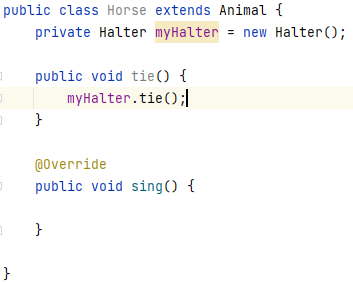 public class Horse extends Animal {
    private Halter myHalter = new Halter();
    public void tie() {
        myHalter.tie();
    }
    @Override
    public void sing() {
    }
}